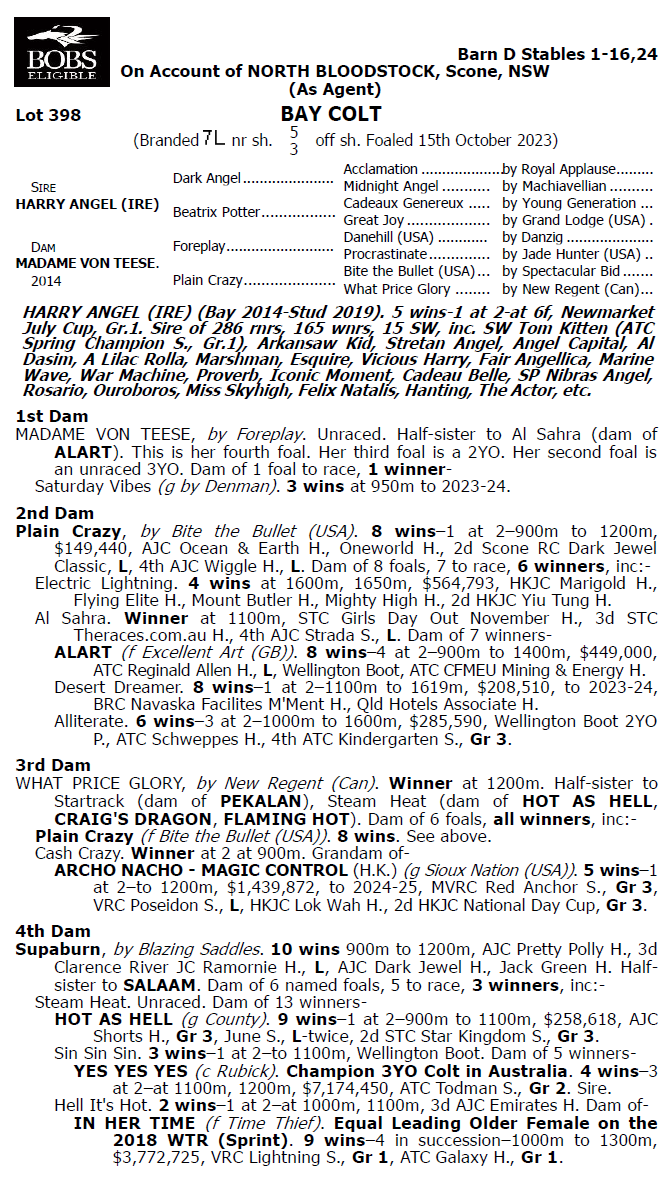 BOBS
ELIGIBLE
Barn D Stables 1-16,24
On Account of NORTH BLOODSTOCK, Scone, NSW
(As Agent)
Lot 398
BAY COLT
(Branded 7L nr sh. 5/3 off sh. Foaled 15th October 2023)
SIRE
HARRY ANGEL (IRE)
DAM
MADAME VON TEESE.
2014
Dark Angel......................
Beatrix Potter.................
Foreplay..........................
Plain Crazy......................
Acclamation ....................by Royal Applause.........
Midnight Angel ........... by Machiavellian ..........
Cadeaux Genereux ..... by Young Generation ...
Great Joy .................... by Grand Lodge (USA) .
Danehill (USA) ............ by Danzig .....................
Procrastinate............... by Jade Hunter (USA) ..
Bite the Bullet (USA)... by Spectacular Bid.......
What Price Glory ........ by New Regent (Can)...
HARRY ANGEL (IRE) (Bay 2014-Stud 2019). 5 wins-1 at 2-at 6f, Newmarket
July Cup, Gr.1. Sire of 286 rnrs, 165 wnrs, 15 SW, inc. SW Tom Kitten (ATC
Spring Champion S., Gr.1), Arkansaw Kid, Stretan Angel, Angel Capital, Al
Dasim, A Lilac Rolla, Marshman, Esquire, Vicious Harry, Fair Angellica, Marine
Wave, War Machine, Proverb, Iconic Moment, Cadeau Belle, SP Nibras Angel,
Rosario, Ouroboros, Miss Skyhigh, Felix Natalis, Hanting, The Actor, etc.
1st Dam
MADAME VON TEESE, by Foreplay. Unraced. Half-sister to Al Sahra (dam of
ALART). This is her fourth foal. Her third foal is a 2YO. Her second foal is
an unraced 3YO. Dam of 1 foal to race, 1 winner-
Saturday Vibes (g by Denman). 3 wins at 950m to 2023-24.
2nd Dam
Plain Crazy, by Bite the Bullet (USA). 8 wins–1 at 2–900m to 1200m,
$149,440, AJC Ocean & Earth H., Oneworld H., 2d Scone RC Dark Jewel
Classic, L, 4th AJC Wiggle H., L. Dam of 8 foals, 7 to race, 6 winners, inc:-
Electric Lightning. 4 wins at 1600m, 1650m, $564,793, HKJC Marigold H.,
Flying Elite H., Mount Butler H., Mighty High H., 2d HKJC Yiu Tung H.
Al Sahra. Winner at 1100m, STC Girls Day Out November H., 3d STC
Theraces.com.au H., 4th AJC Strada S., L. Dam of 7 winners-
ALART (f Excellent Art (GB)). 8 wins–4 at 2–900m to 1400m, $449,000,
ATC Reginald Allen H., L, Wellington Boot, ATC CFMEU Mining & Energy H.
Desert Dreamer. 8 wins–1 at 2–1100m to 1619m, $208,510, to 2023-24,
BRC Navaska Facilites M'Ment H., Qld Hotels Associate H.
Alliterate. 6 wins–3 at 2–1000m to 1600m, $285,590, Wellington Boot 2YO
P., ATC Schweppes H., 4th ATC Kindergarten S., Gr 3.
3rd Dam
WHAT PRICE GLORY, by New Regent (Can). Winner at 1200m. Half-sister to
Startrack (dam of PEKALAN), Steam Heat (dam of HOT AS HELL,
CRAIG'S DRAGON, FLAMING HOT). Dam of 6 foals, all winners, inc:-
Plain Crazy (f Bite the Bullet (USA)). 8 wins. See above.
Cash Crazy. Winner at 2 at 900m. Grandam of-
ARCHO NACHO - MAGIC CONTROL (H.K.) (g Sioux Nation (USA)). 5 wins–1
at 2–to 1200m, $1,439,872, to 2024-25, MVRC Red Anchor S., Gr 3,
VRC Poseidon S., L, HKJC Lok Wah H., 2d HKJC National Day Cup, Gr 3.
4th Dam
Supaburn, by Blazing Saddles. 10 wins 900m to 1200m, AJC Pretty Polly H., 3d
Clarence River JC Ramornie H., L, AJC Dark Jewel H., Jack Green H. Half-
sister to SALAAM. Dam of 6 named foals, 5 to race, 3 winners, inc:-
Steam Heat. Unraced. Dam of 13 winners-
HOT AS HELL (g County). 9 wins–1 at 2–900m to 1100m, $258,618, AJC
Shorts H., Gr 3, June S., L-twice, 2d STC Star Kingdom S., Gr 3.
Sin Sin Sin. 3 wins–1 at 2–to 1100m, Wellington Boot. Dam of 5 winners-
YES YES YES (c Rubick). Champion 3YO Colt in Australia. 4 wins–3
at 2–at 1100m, 1200m, $7,174,450, ATC Todman S., Gr 2. Sire.
Hell It's Hot. 2 wins–1 at 2–at 1000m, 1100m, 3d AJC Emirates H. Dam of-
IN HER TIME (f Time Thief). Equal Leading Older Female on the
2018 WTR (Sprint). 9 wins–4 in succession–1000m to 1300m,
$3,772,725, VRC Lightning S., Gr 1, ATC Galaxy H., Gr 1.